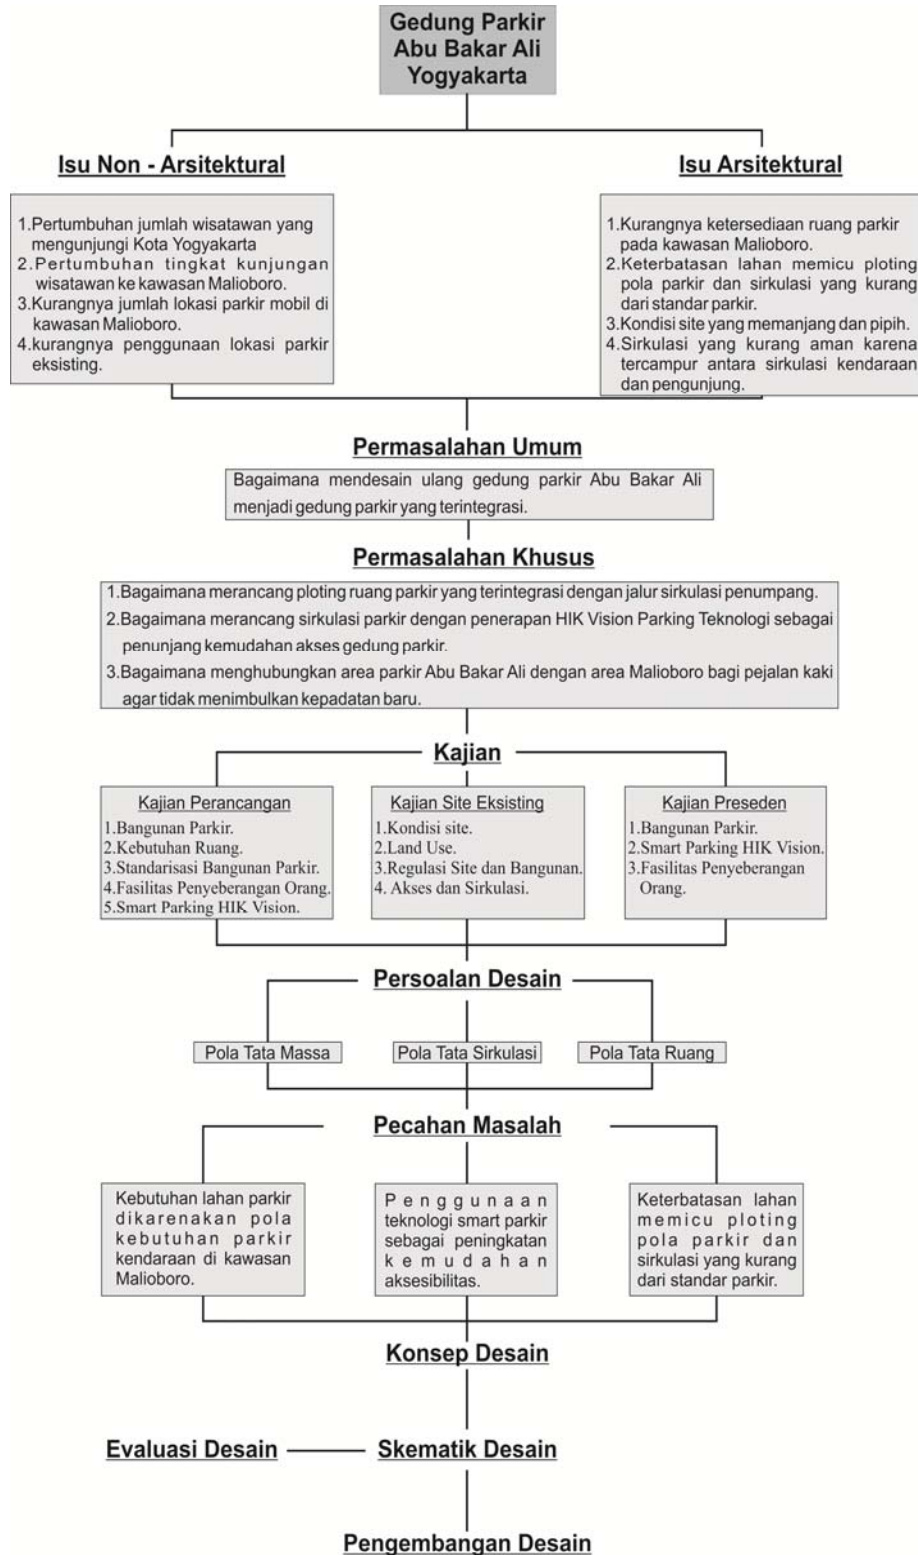 Gedung Parkir
Abu Bakar Ali
Yogyakarta
Isu Non - Arsitektural
Isu Arsitektural
1.Pertumbuhan jumlah wisatawan yang
mengunjungi Kota Yogyakarta
2.Pertumbuhan tingkat kunjungan
wisatawan ke kawasan Malioboro.
3.Kurangnya jumlah lokasi parkir mobil di
kawasan Malioboro.
4.kurangnya penggunaan lokasi parkir
eksisting.
1.Kurangnya ketersediaan ruang parkir
pada kawasan Malioboro.
2.Keterbatasan lahan memicu ploting
pola parkir dan sirkulasi yang kurang
dari standar parkir.
3.Kondisi site yang memanjang dan pipih.
4.Sirkulasi yang kurang aman karena
tercampur antara sirkulasi kendaraan
dan pengunjung.
Permasalahan Umum
Bagaimana mendesain ulang gedung parkir Abu Bakar Ali
menjadi gedung parkir yang terintegrasi.
Permasalahan Khusus
1.Bagaimana merancang ploting ruang parkir yang terintegrasi dengan jalur sirkulasi penumpang.
2.Bagaimana merancang sirkulasi parkir dengan penerapan HIK Vision Parking Teknologi sebagai
penunjang kemudahan akses gedung parkir.
3.Bagaimana menghubungkan area parkir Abu Bakar Ali dengan area Malioboro bagi pejalan kaki
agar tidak menimbulkan kepadatan baru.
Kajian
Kajian Perancangan
1.Bangunan Parkir.
2.Kebutuhan Ruang.
3.Standarisasi Bangunan Parkir.
4.Fasilitas Penyeberangan Orang.
5.Smart Parking HIK Vision.
Kajian Site Eksisting
1.Kondisi site.
2.Land Use.
3.Regulasi Site dan Bangunan.
4. Akses dan Sirkulasi.
Kajian Preseden
1.Bangunan Parkir.
2.Smart Parking HIK Vision.
3.Fasilitas Penyeberangan
Orang.
Persoalan Desain
Pola Tata Massa
Pola Tata Sirkulasi
Pola Tata Ruang
Pecahan Masalah
Kebutuhan lahan parkir
dikarenakan pola
kebutuhan parkir
kendaraan di kawasan
Malioboro.
Penggunaan
teknologi smart parkir
sebagai peningkatan
kemudahan
aksesibilitas.
Keterbatasan lahan
memicu ploting
pola parkir dan
sirkulasi yang kurang
dari standar parkir.
Konsep Desain
Evaluasi Desain
Skematik Desain
Pengembangan Desain